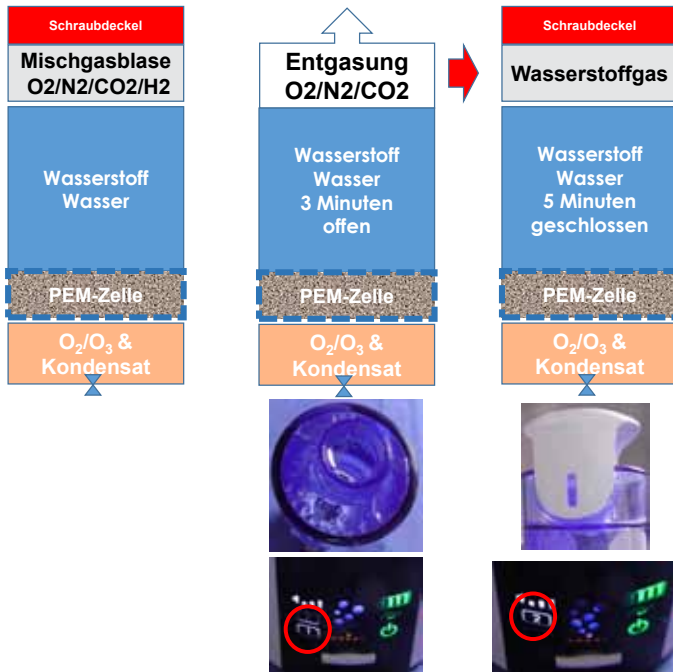 Schraubdeckel
Mischgasblase
O2/N2/CO2/H2
Wasserstoff
Wasser
PEM-Zelle
O₂/O₃ &
Kondensat
Entgasung
O2/N2/CO2
Wasserstoff
Wasser
3 Minuten
offen
PEM-Zelle
O₂/O₃ &
Kondensat
Schraubdeckel
Wasserstoffgas
Wasserstoff
Wasser
5 Minuten
geschlossen
PEM-Zelle
O₂/O₃ &
Kondensat
2